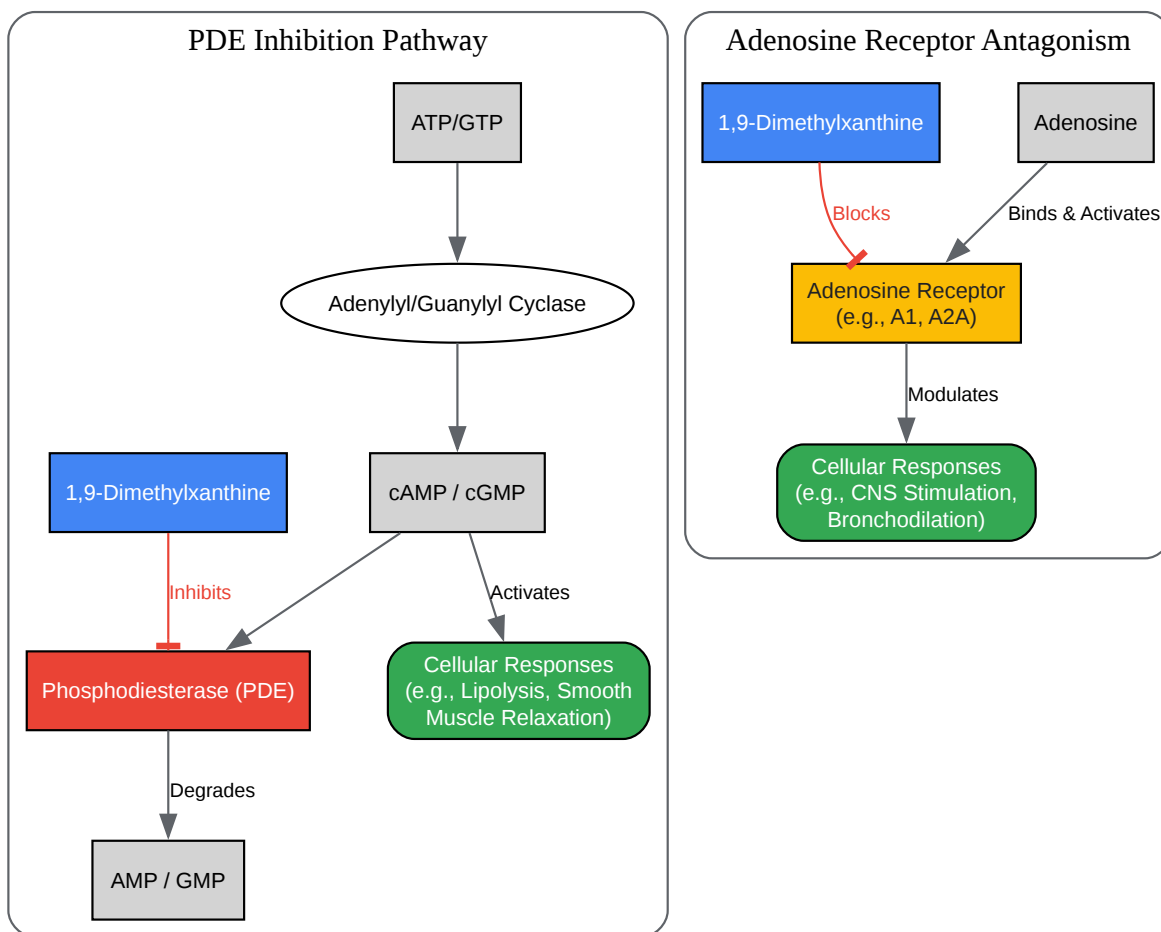 PDE Inhibition Pathway
ATP/GTP
Adenylyl/Guanylyl Cyclase
1,9-Dimethylxanthine
cAMP / cGMP
Inhibits
Activates
Phosphodiesterase (PDE)
Cellular Responses
(e.g., Lipolysis, Smooth
Muscle Relaxation)
Degrades
AMP / GMP
Adenosine Receptor Antagonism
1,9-Dimethylxanthine
Adenosine
Blocks
Binds & Activates
Adenosine Receptor
(e.g., A1, A2A)
Modulates
Cellular Responses
(e.g., CNS Stimulation,
Bronchodilation)